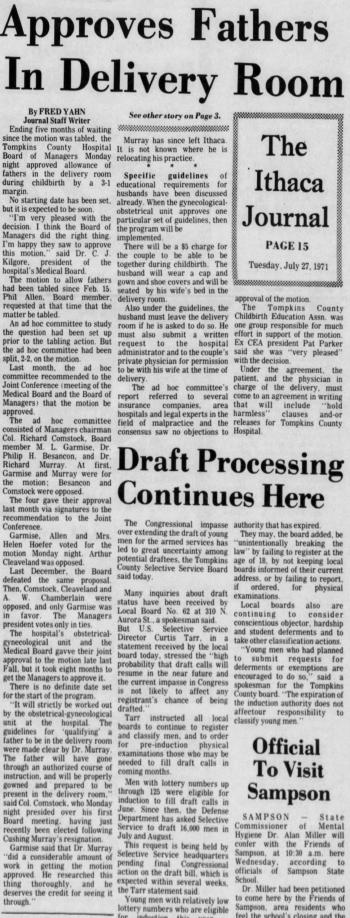 Approves Fathers
In Delivery Room
By FRED YAHN
Journal Staff Writer
Ending five months of waiting
since the motion was tabled, the
Tompkins County Hospital
Board of Managers Monday
night approved allowance of
fathers in the delivery room
during childbirth by a 3-1
margin.
No starting date has been set,
but it is expected to be soon.
"I'm very pleased with the
decision. I think the Board of
Managers did the right thing.
I'm happy they saw to approve
this motion," said Dr. C. J.
Kilgore, president of the
hospital's Medical Board.
The motion to allow fathers
had been tabled since Feb. 15.
Phil Allen, Board member,
requested at that time that the
matter be tabled.
An ad hoc committee to study
the question had been set up
prior to the tabling action. But
the ad hoc committee had been
split, 2-2, on the motion.
Last month, the ad hoc
committee recommended to the
Joint Conference (meeting of the
Medical Board and the Board of
Managers) that the motion be
approved.
The ad hoc committee
consisted of Managers chairman
Col. Richard Comstock, Board
member M. L. Garmise, Dr.
Philip H. Besancon, and Dr.
Richard Murray. At first,
Garmise and Murray were for
the motion; Besancon and
Comstock were opposed.
The four gave their approval
last month via signatures to the
recommendation to the Joint
Conference.
Garmise, Allen and Mrs.
Helen Hoefer voted for the
motion Monday night. Arthur
Cleaveland was opposed.
Last December, the Board
defeated the same proposal.
Then, Comstock, Cleaveland and
A. W. Chamberlain were
opposed, and only Garmise was
in favor. The Managers
president votes only in ties.
The hospital's obstetrical-
gynecological unit and the
Medical Board gavve their joint
approval to the motion late last
Fall, but it took eight months to
get the Managers to approve it.
There is no definite date set
for the start of the program.
"It will strictly be worked out
by the obstetrical-gynecological
unit at the hospital. The
guidelines for 'qualifying' a
father to be in the delivery room
were made clear by Dr. Murray.
The father will have gone
through an authorized course of
instruction, and will be properly
gowned and prepared to be
present in the delivery room,"
said Col. Comstock, who Monday
night presided over his first
Board meeting, having just
recently been elected following
Cushing Murray's resignation.
Garmise said that Dr. Murray
"did a considerable amount of
work in getting the motion
approved. He researched this
thing thoroughly, and he
deserves the credit for seeing it
through."
See other story on Page 3.
Murray has since left Ithaca.
It is not known where he is
relocating his practice.
* * *
Specific guidelines of
educational requirements for
husbands have been discussed
already. When the gynecological-
obstetrical unit approves one
particular set of guidelines, then
the program will be
implemented.
There will be a $5 charge for
the couple to be able to be
together during childbirth. The
husband will wear a cap and
gown and shoe covers and will be
seated by his wife's bed in the
delivery room.
Also under the guidelines, the
husband must leave the delivery
room if he is asked to do so. He
must also submit a written
request to the hospital
administrator and to the couple's
private physician for permission
to be with his wife at the time of
delivery.
The ad hoc committee's
report referred to several
insurance companies, area
hospitals and legal experts in the
field of malpractice and the
consensus saw no objections to
The
Ithaca
Journal
PAGE 15
Tuesday, July 27, 1971
approval of the motion.
The Tompkins County
Childbirth Education Assn. was
one group responsible for much
effort in support of the motion.
Ex CEA president Pat Parker
said she was "very pleased"
with the decision.
Under the agreement, the
patient, and the physician in
charge of the delivery, must
come to an agreement in writing
that will include "hold
harmless" clauses and-or
releases for Tompkins County
Hospital.
Draft Processing
Continues Here
The Congressional impasse
over extending the draft of young
men for the armed services has
led to great uncertainty among
potential draftees, the Tompkins
County Selective Service Board
said today.
Many inquiries about draft
status have been received by
Local Board No. 62 at 310 N.
Aurora St., a spokesman said.
But U.S. Selective Service
Director Curtis Tarr, in a
statement received by the local
board today, stressed the "high
probability that draft calls will
resume in the near future and
the current impasse in Congress
is not likely to affect any
registrant's chance of being
drafted."
Tarr instructed all local
boards to continue to register
and classify men, and to order
for pre-induction physical
examinations those who may be
needed to fill draft calls in
coming months.
Men with lottery numbers up
through 125 were eligible for
induction to fill draft calls in
June. Since then, the Defense
Department has asked Selective
Service to draft 16,000 men in
July and August.
This request is being held by
Selective Service headquarters
pending final Congressional
action on the draft bill, which is
expected within several weeks,
the Tarr statement said.
Young men with relatively low
lottery numbers who are eligible
authority that has expired.
They may, the board added, be
"unintentionally breaking the
law" by failing to register at the
age of 18, by not keeping local
boards informed of their current
address, or by failing to report,
if ordered, for physical
examinations.
Local boards also are
continuing to consider
conscientious objector, hardship
and student deferments and to
take other classification actions.
"Young men who had planned
to submit requests for
deferments or exemptions are
encouraged to do so," said a
spokesman for the Tompkins
County board. "The expiration of
the induction authority does not
affectour responsibility to
classify young men."
Official
To Visit
Sampson
SAMPSON — State
Commissioner of Mental
Hygiene Dr. Alan Miller will
confer with the Friends of
Sampson, at 10:30 a.m. here
Wednesday, according to
officials of Sampson State
School.
Dr. Miller had been petitioned
to come here by the Friends of
Sampson, area residents who